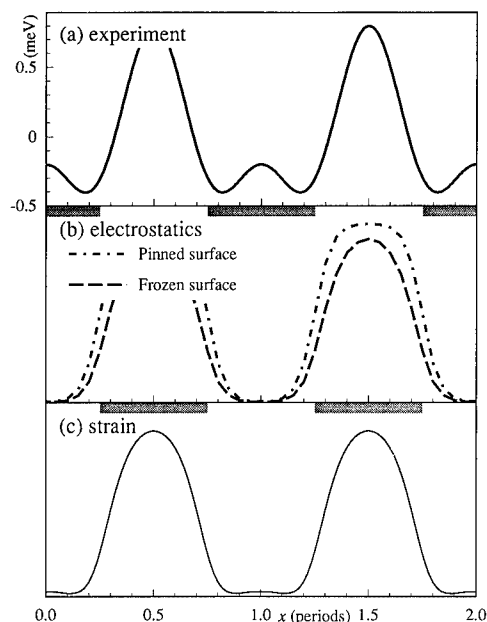 (meV)
(a) experiment
0.5
0
-0.5
(b) electrostatics
Pinned surface
Frozen surface
(c) strain
0.0 0.5 1.0 1.5 2.0
x (periods)